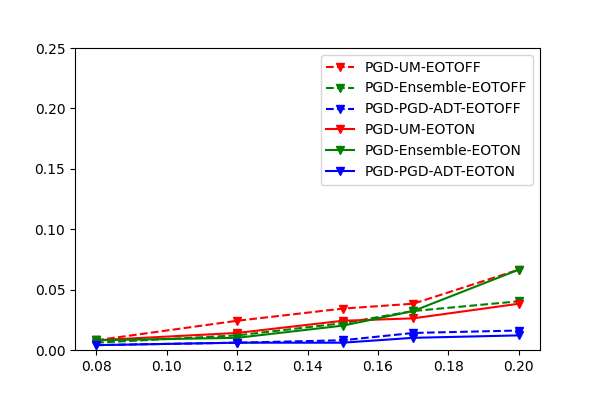 0.25
0.20
0.15
0.10
0.05
0.00
PGD-UM-EOTOFF
PGD-Ensemble-EOTOFF
PGD-PGD-ADT-EOTOFF
PGD-UM-EOTON
PGD-Ensemble-EOTON
PGD-PGD-ADT-EOTON
0.08 0.10 0.12 0.14 0.16 0.18 0.20